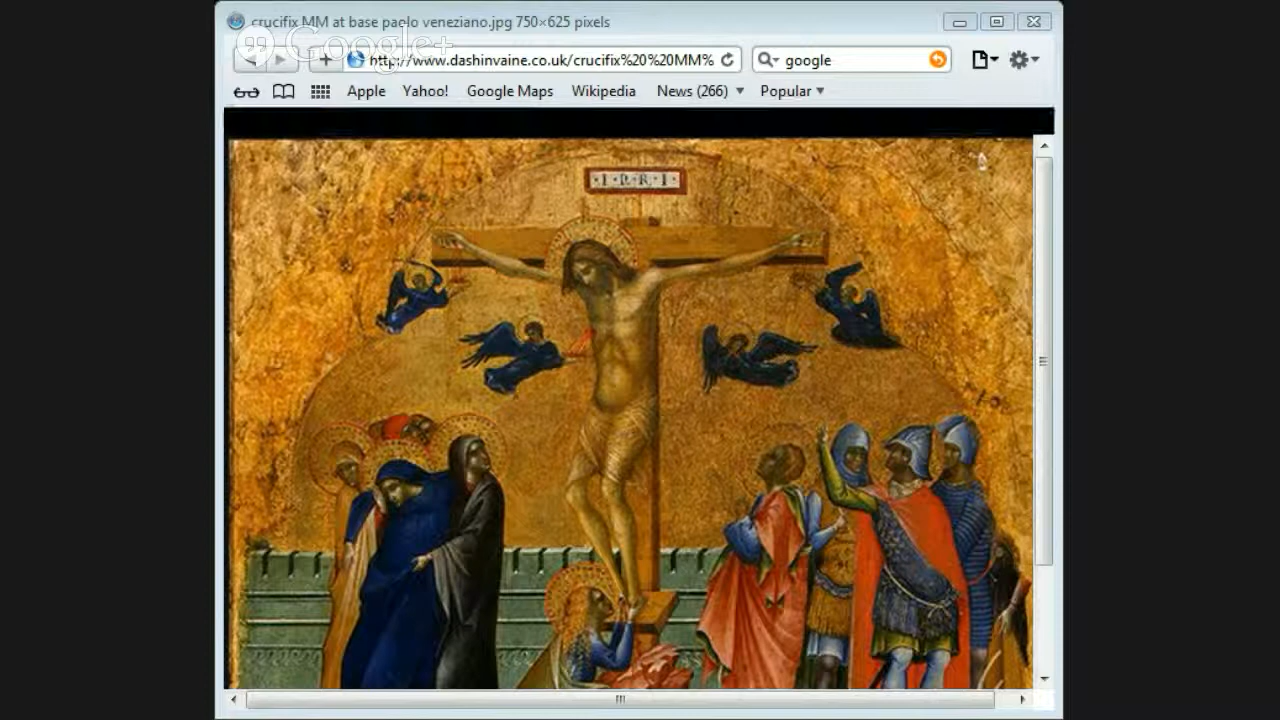 crucifix MM at base paolo veneziano.jpg 750×625 pixels
Google+
http://www.dashinvaine.co.uk/crucifix%20%20MM%
google
Apple Yahoo! Google Maps Wikipedia News (266) Popular
·I·N·R·I·